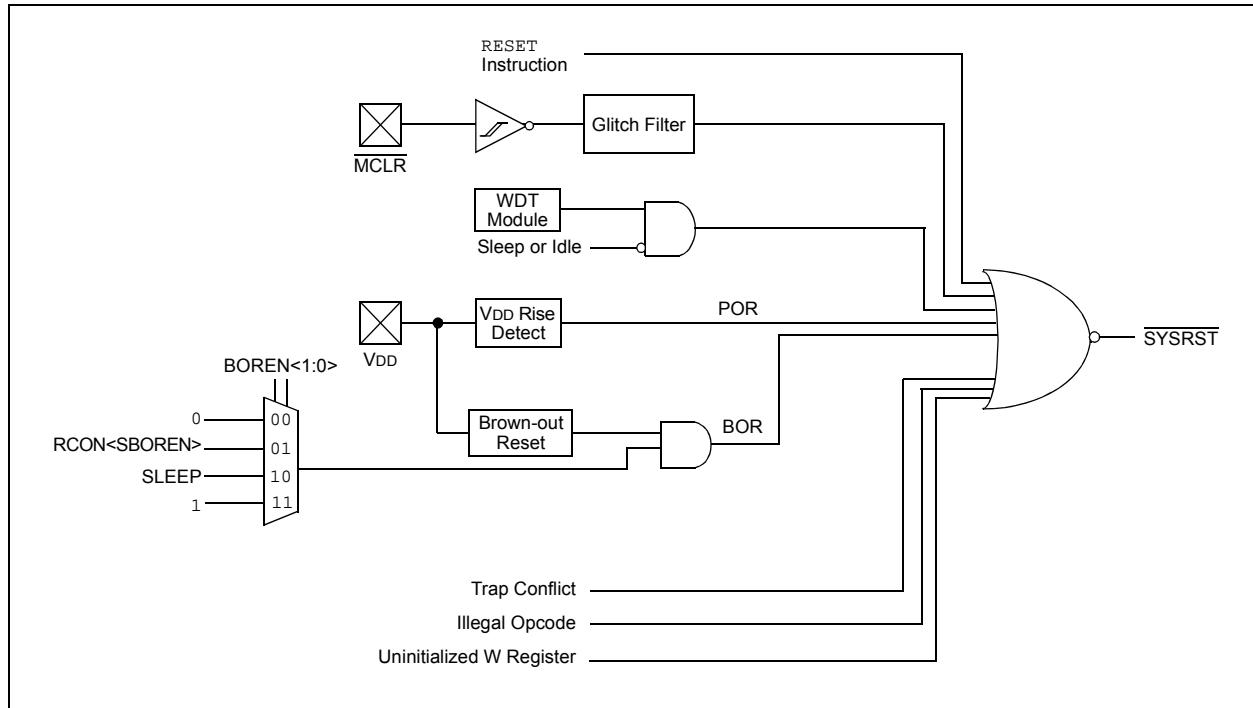 RESET
Instruction
MCLR
Glitch Filter
WDT
Module
Sleep or Idle
VDD
VDD Rise
Detect
POR
SYSRST
BOREN<1:0>
0
00
RCON<SBOREN>
01
SLEEP
10
1
11
Brown-out
Reset
BOR
Trap Conflict
Illegal Opcode
Uninitialized W Register